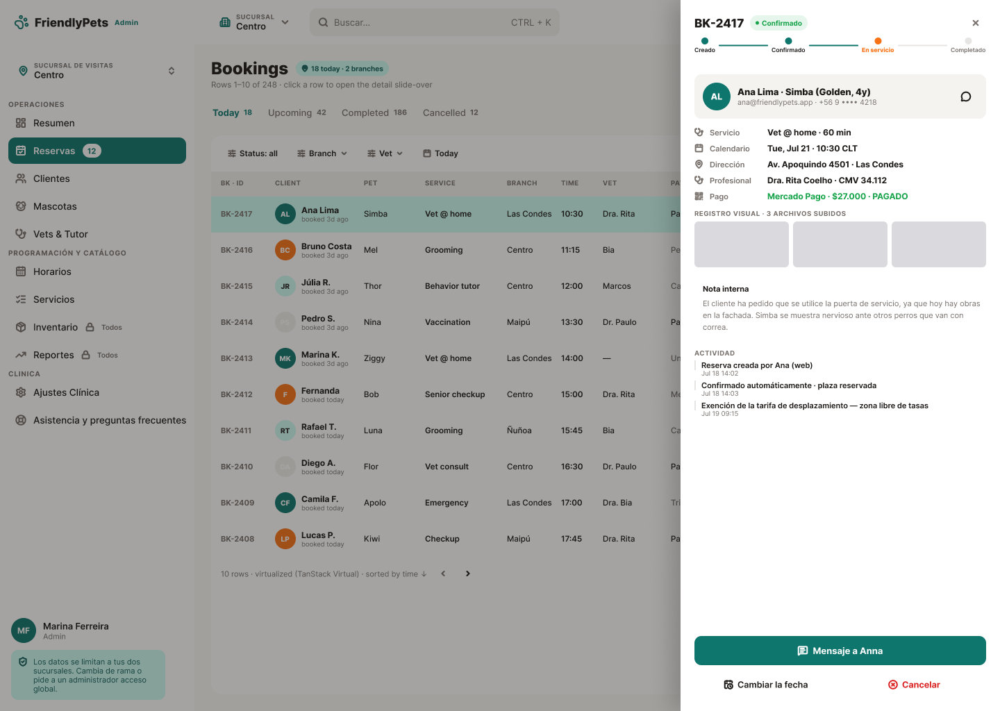 FriendlyPets Admin
SUCURSAL DE VISITAS
Centro
OPERACIONES
Resumen
Reservas 12
Clientes
Mascotas
Vets & Tutor
PROGRAMACIÓN Y CATÁLOGO
Horarios
Servicios
Inventario Todos
Reportes Todos
CLINICA
Ajustes Clínica
Asistencia y preguntas frecuentes
MF
Marina Ferreira
Admin
Los datos se limitan a tus dos
sucursales. Cambia de rama o
pide a un administrador acceso
global.
SUCURSAL
Centro
Buscar... CTRL + K
Bookings 18 today · 2 branches
Rows 1–10 of 248 · click a row to open the detail slide-over
Today 18 Upcoming 42 Completed 186 Cancelled 12
Status: all Branch Vet Today
BK · ID CLIENT PET SERVICE BRANCH TIME VET PA
BK-2417 AL Ana Lima Simba Vet @ home Las Condes 10:30 Dra. Rita Pa
booked 3d ago
BK-2416 BC Bruno Costa Mel Grooming Centro 11:15 Bia Pe
booked 3d ago
BK-2415 JR Júlia R. Thor Behavior tutor Centro 12:00 Marcos Ca
booked 3d ago
BK-2414 PS Pedro S. Nina Vaccination Maipú 13:30 Dr. Paulo Pa
booked 3d ago
BK-2413 MK Marina K. Ziggy Vet @ home Las Condes 14:00 — Un
booked 3d ago
BK-2412 F Fernanda Bob Senior checkup Centro 15:00 Dra. Rita Me
booked today
BK-2411 RT Rafael T. Luna Grooming Ñuñoa 15:45 Bia Ca
booked today
BK-2410 DA Diego A. Flor Vet consult Centro 16:30 Dr. Paulo Pa
booked today
BK-2409 CF Camila F. Apolo Emergency Las Condes 17:00 Dra. Bia Tri
booked today
BK-2408 LP Lucas P. Kiwi Checkup Maipú 17:45 Dra. Rita Pa
booked today
10 rows · virtualized (TanStack Virtual) · sorted by time ↓
BK-2417 Confirmado
Creado Confirmado En servicio Completado
AL
Ana Lima · Simba (Golden, 4y)
ana@friendlypets.app · +56 9 •••• 4218
Servicio Vet @ home · 60 min
Calendario Tue, Jul 21 · 10:30 CLT
Dirección Av. Apoquindo 4501 · Las Condes
Profesional Dra. Rita Coelho · CMV 34.112
Pago Mercado Pago · $27.000 · PAGADO
REGISTRO VISUAL · 3 ARCHIVOS SUBIDOS
Nota interna
El cliente ha pedido que se utilice la puerta de servicio, ya que hoy hay obras
en la fachada. Simba se muestra nervioso ante otros perros que van con
correa.
ACTIVIDAD
Reserva creada por Ana (web)
Jul 18 14:02
Confirmado automáticamente · plaza reservada
Jul 18 14:03
Exención de la tarifa de desplazamiento — zona libre de tasas
Jul 19 09:15
Mensaje a Anna
Cambiar la fecha Cancelar